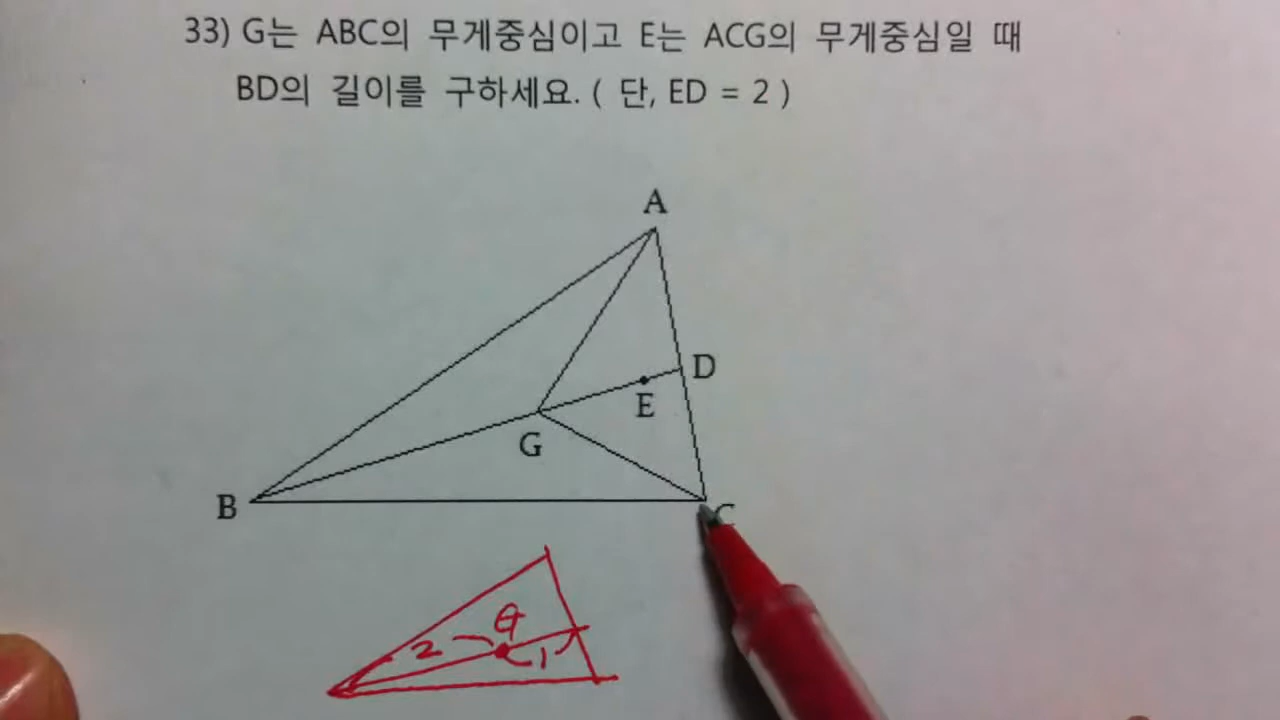 33) G는 ABC의 무게중심이고 E는 ACG의 무게중심일 때
BD의 길이를 구하세요. ( 단, ED = 2 )
A
D
E
G
B
C
G
2
1